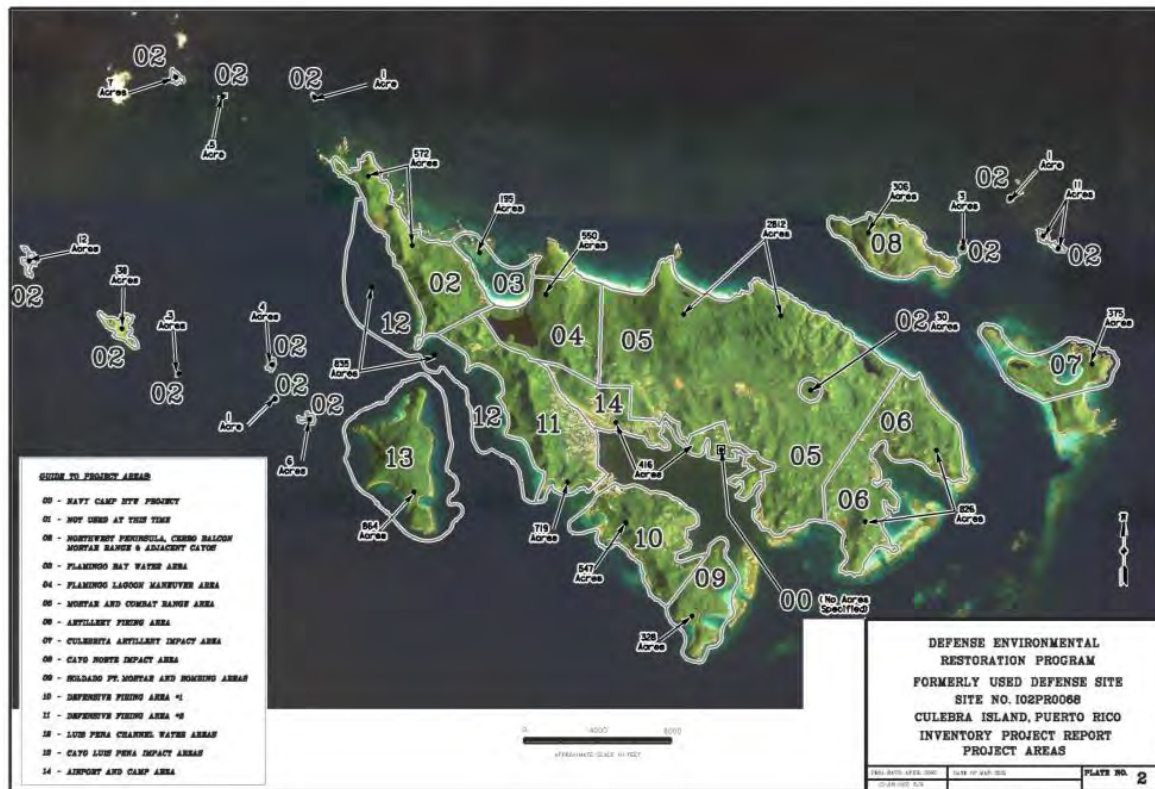 02
02
02
7
Acres
.5
Acre
1
Acre
572
Acres
195
Acres
550
Acres
2812
Acres
306
Acres
08
3
Acres
02
02
1
Acre
11
Acres
02
12
Acres
02
02
03
12
04
05
02
30
Acres
375
Acres
07
Acres
02
.3
Acres
02
4
Acres
02
02
1
Acre
02
6
Acres
835
Acres
12
11
14
13
05
06
06
416
Acres
826
Acres
864
Acres
719
Acres
10
547
Acres
09
328
Acres
00 (No Acres
Specified)
N
GUIDE TO PROJECT AREAS
00 - NAVY CAMP HTW PROJECT
01 - NOT USED AT THIS TIME
02 - NORTHWEST PENINSULA, CERRO BALCON
MORTAR RANGE & ADJACENT CAYOS
03 - FLAMINGO BAY WATER AREA
04 - FLAMINGO LAGOON MANEUVER AREA
05 - MORTAR AND COMBAT RANGE AREA
06 - ARTILLERY FIRING AREA
07 - CULEBRITA ARTILLERY IMPACT AREA
08 - CAYO NORTE IMPACT AREA
09 - SOLDADO PT. MORTAR AND BOMBING AREAS
10 - DEFENSIVE FIRING AREA #1
11 - DEFENSIVE FIRING AREA #2
12 - LUIS PENA CHANNEL WATER AREAS
13 - CAYO LUIS PENA IMPACT AREAS
14 - AIRPORT AND CAMP AREA
0 4000 8000
APPROXIMATE SCALE IN FEET
DEFENSE ENVIRONMENTAL
RESTORATION PROGRAM
FORMERLY USED DEFENSE SITE
SITE NO. I02PR0068
CULEBRA ISLAND, PUERTO RICO
INVENTORY PROJECT REPORT
PROJECT AREAS
PLATE NO. 2